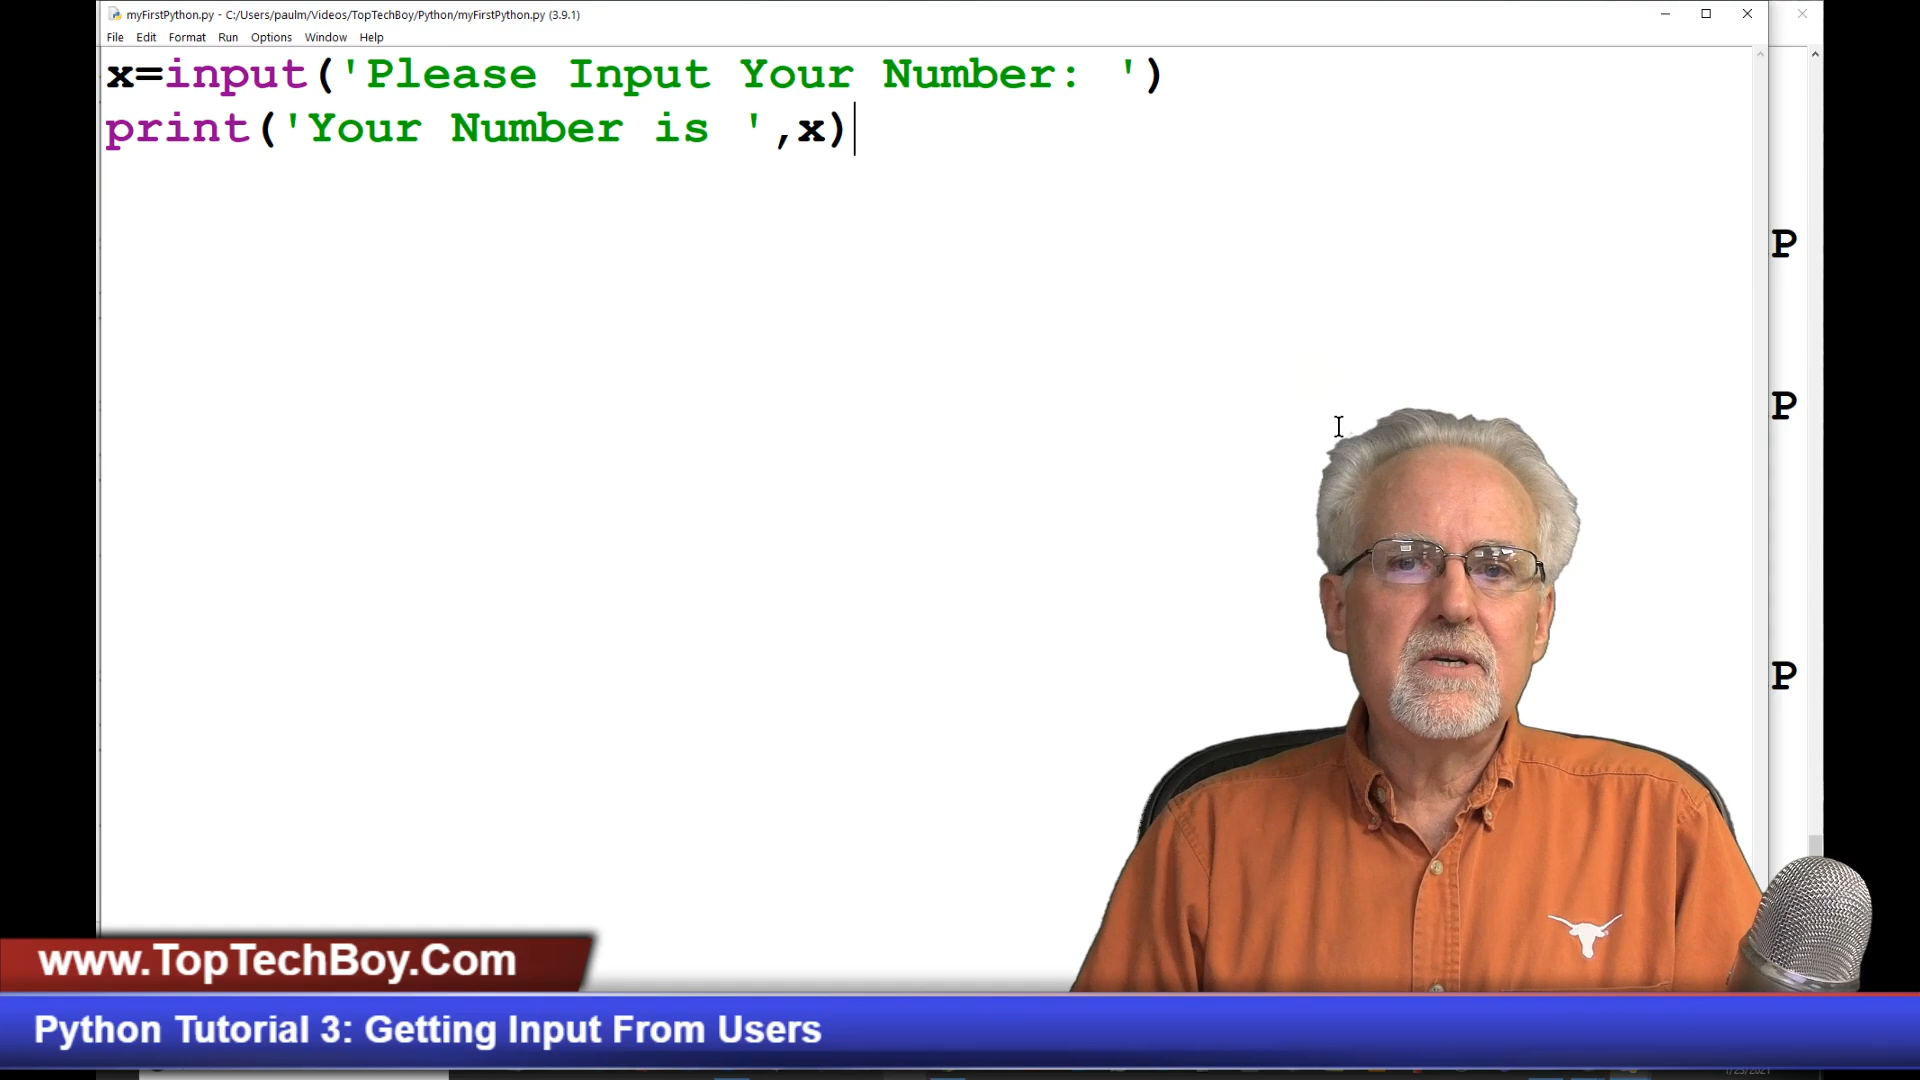 myFirstPython.py - C:/Users/paulm/Videos/TopTechBoy/Python/myFirstPython.py (3.9.1)
File Edit Format Run Options Window Help
x=input('Please Input Your Number: ')
print('Your Number is ',x)
P
P
P
www.TopTechBoy.Com
Python Tutorial 3: Getting Input From Users